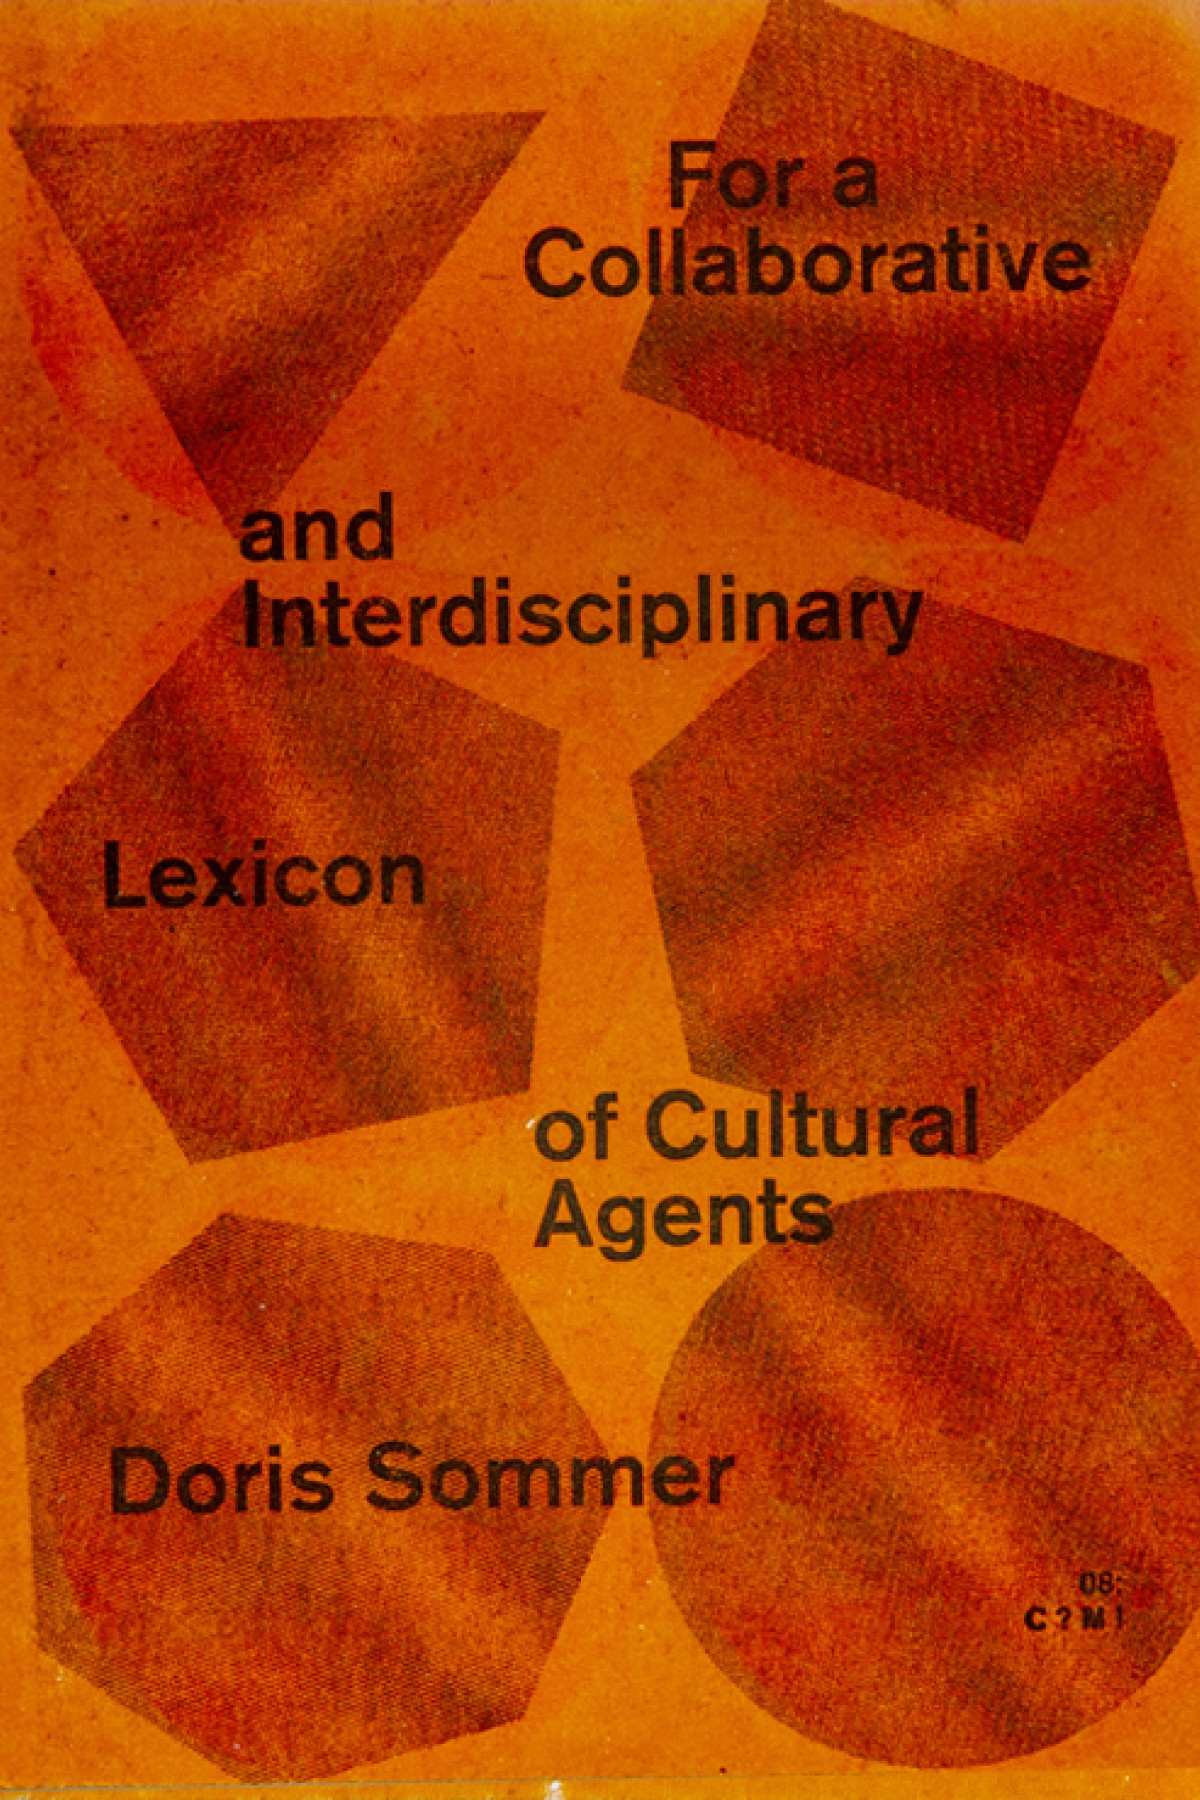 For a
Collaborative
and
Interdisciplinary
Lexicon
of Cultural
Agents
Doris Sommer
08:
C?M!